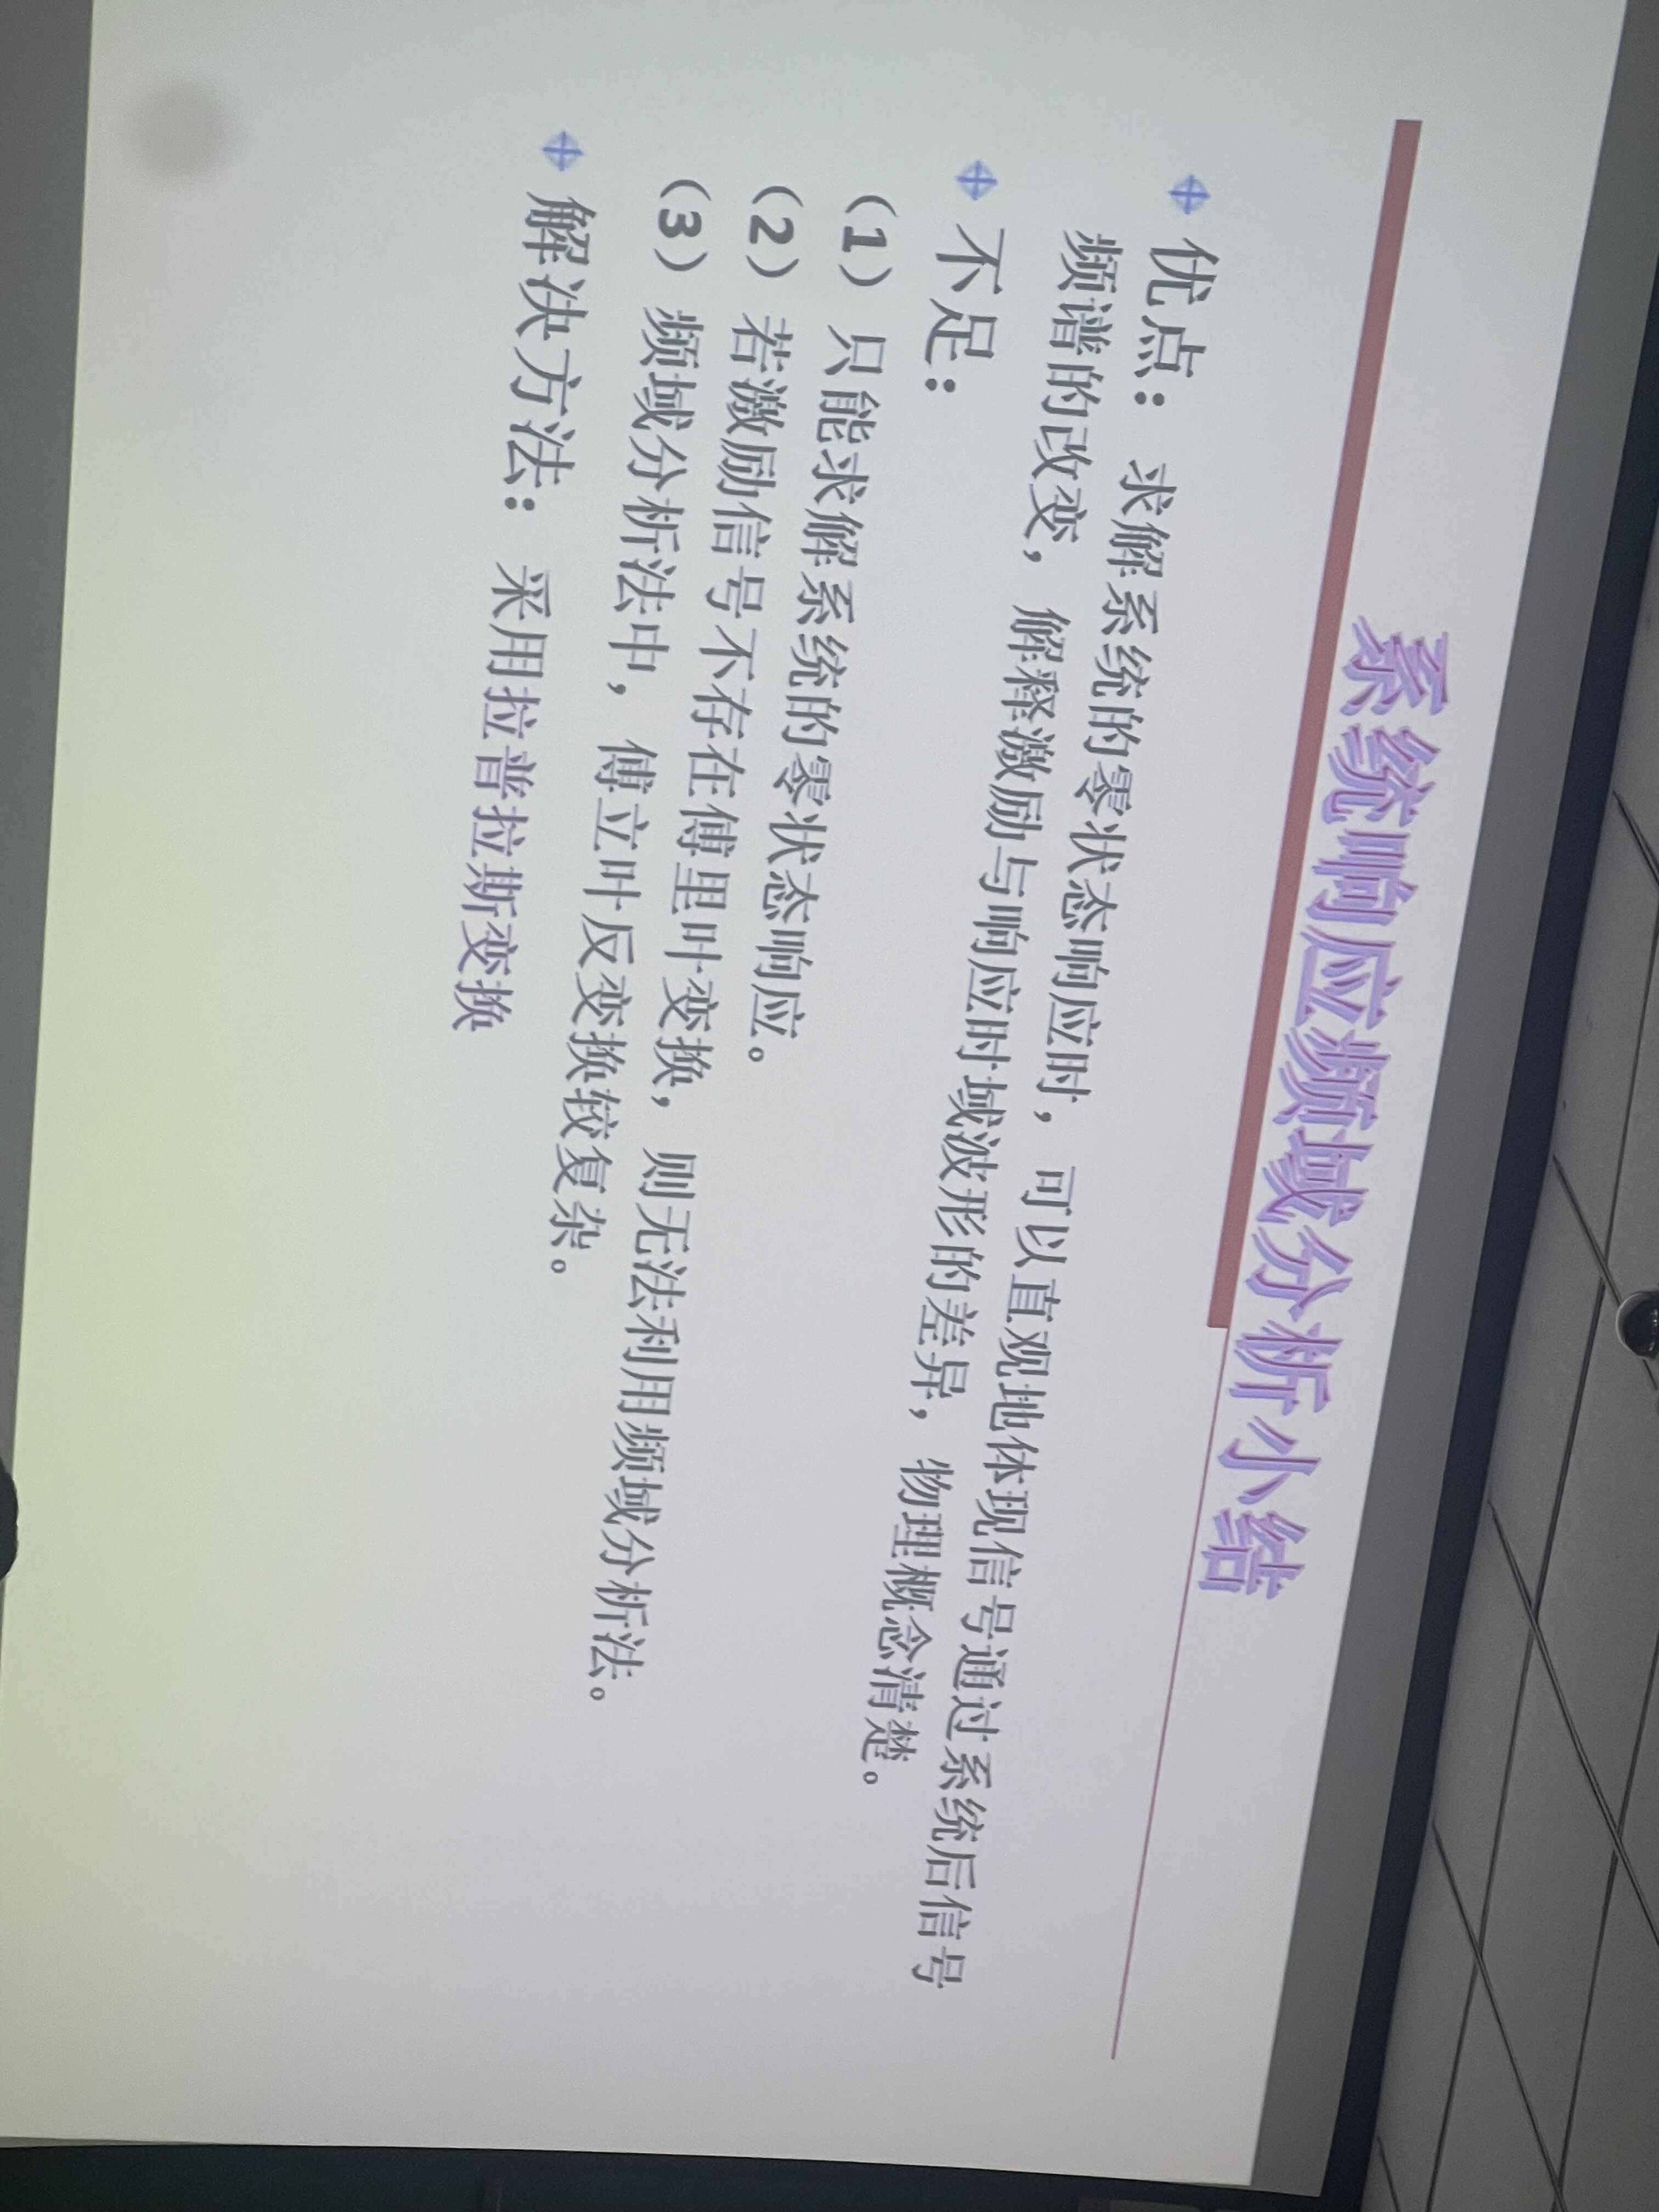 系统响应频域分析小结
优点：求解系统的零状态响应时，可以直观地体现信号通过系统后信号
频谱的改变，解释激励与响应时域波形的差异，物理概念清楚。
不足：
（1）只能求解系统的零状态响应。
（2）若激励信号不存在傅里叶变换，则无法利用频域分析法。
（3）频域分析法中，傅立叶反变换较复杂。
解决方法：采用拉普拉斯变换